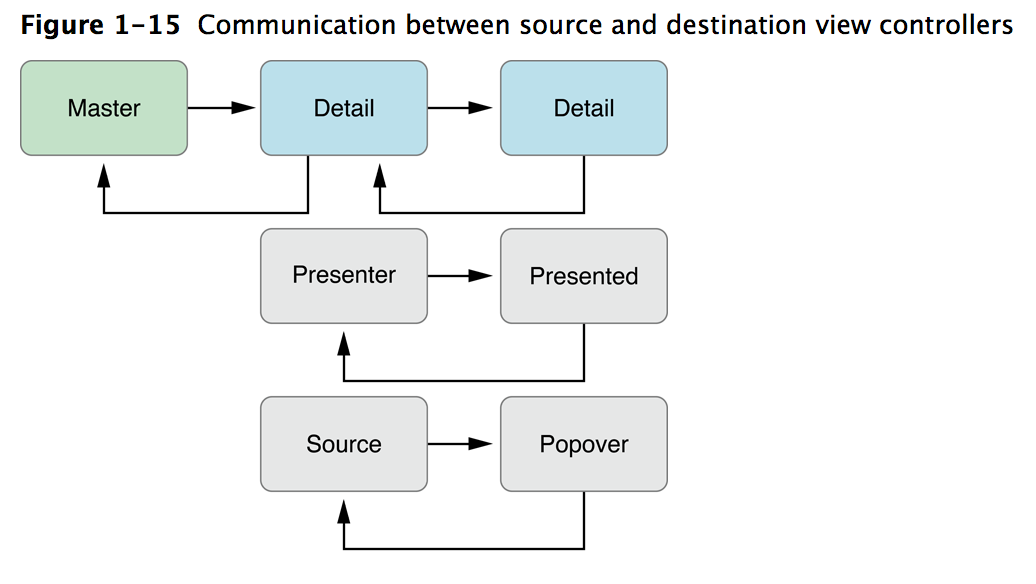 Figure 1–15 Communication between source and destination view controllers
Master
Detail
Detail
Presenter
Presented
Source
Popover